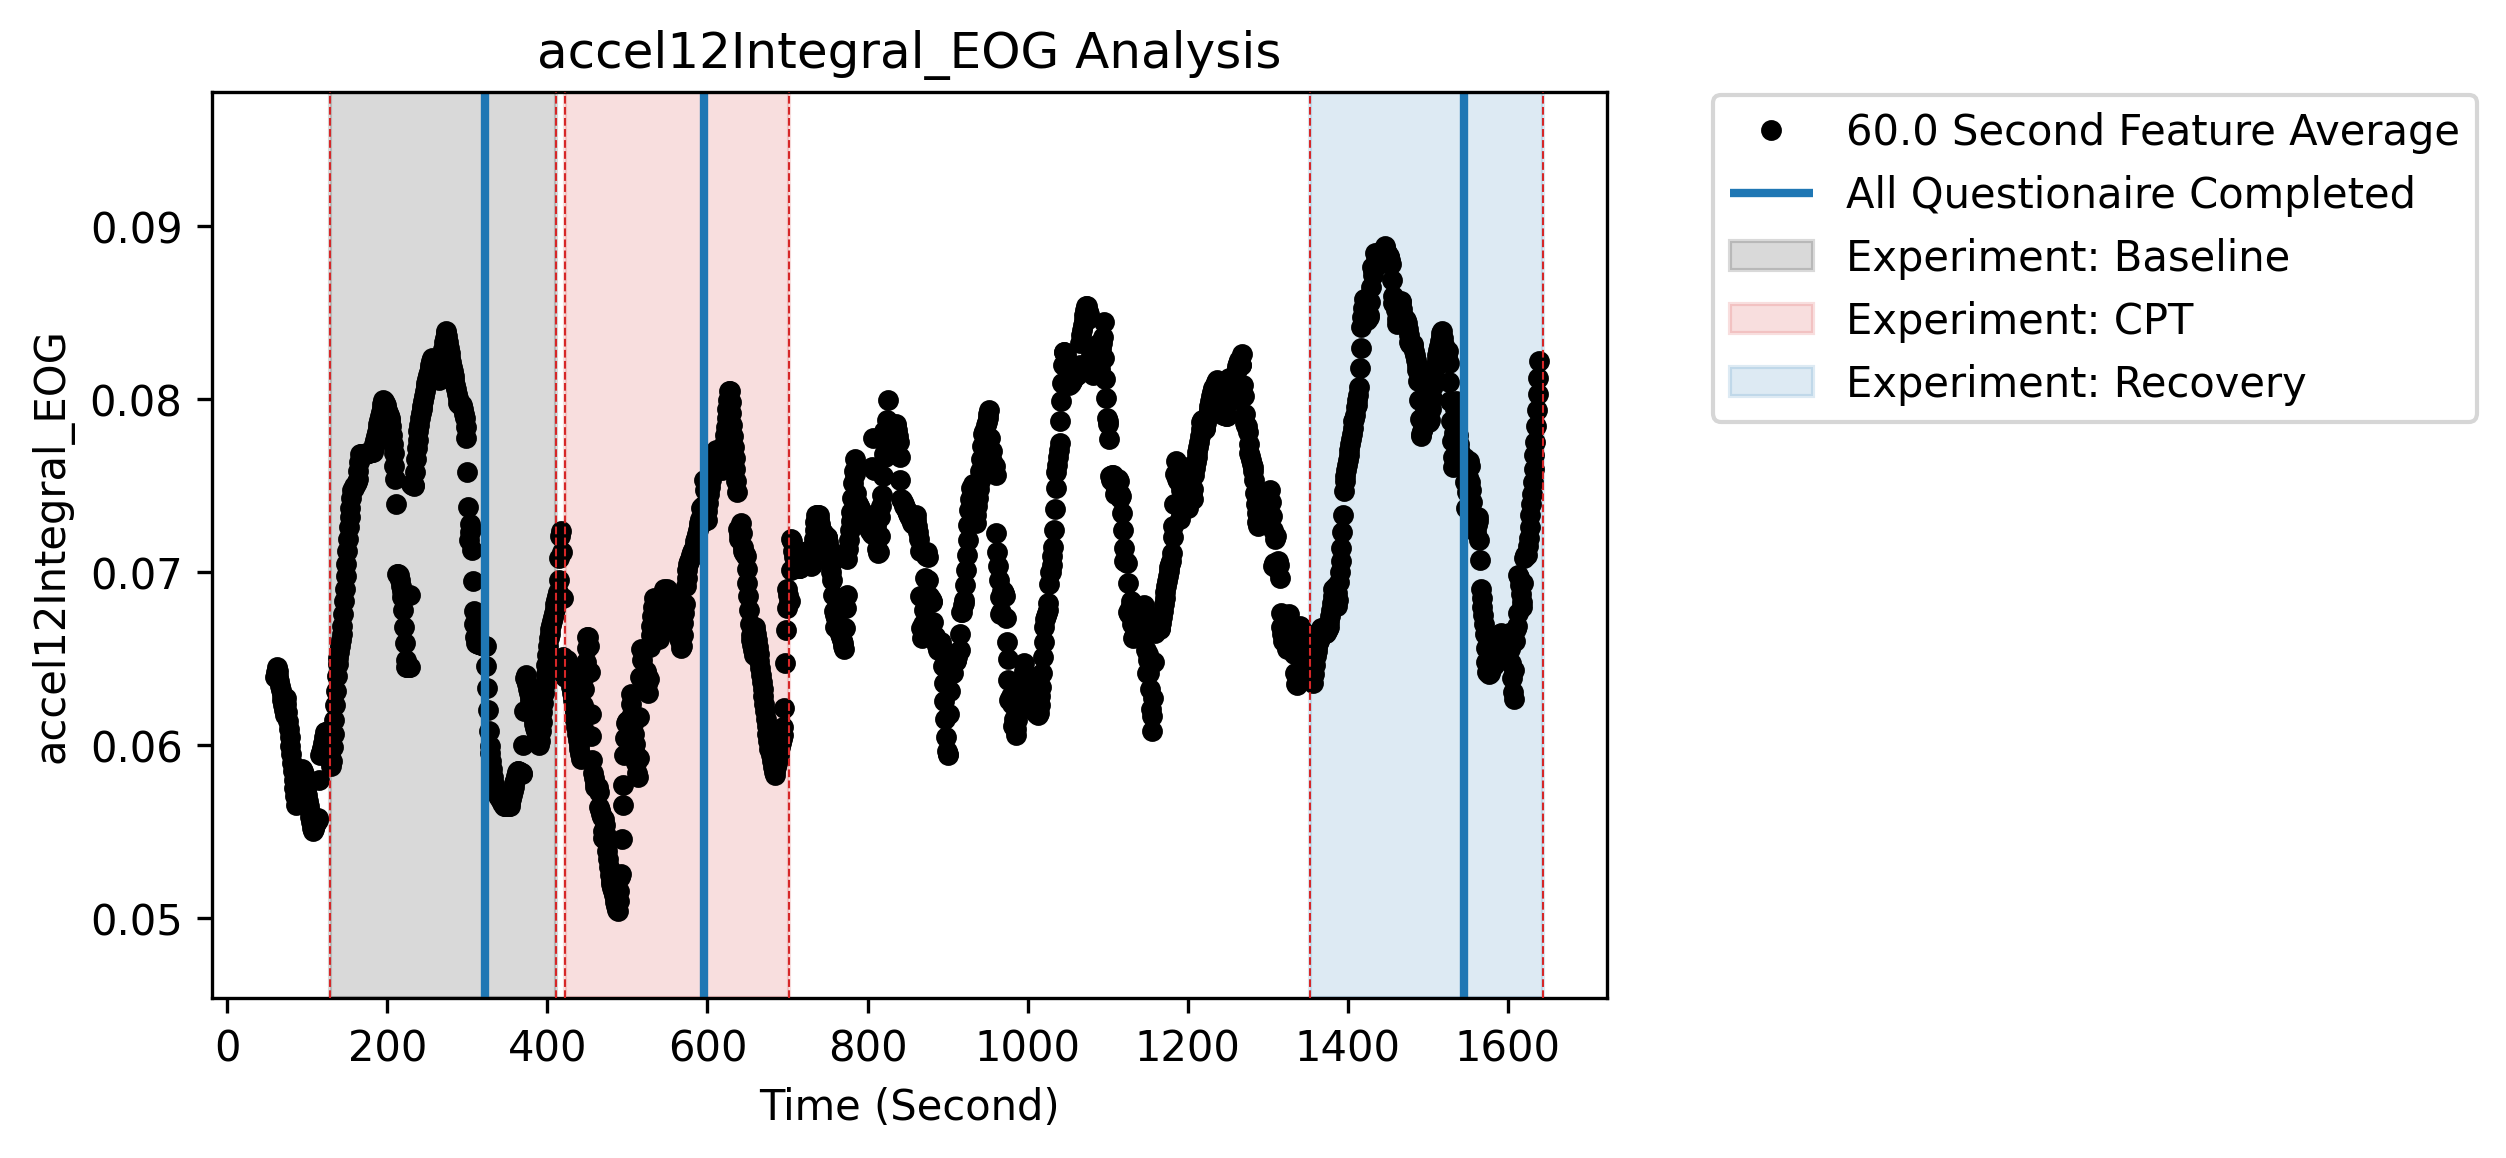 accel12Integral_EOG Analysis
accel12Integral_EOG
0.09
0.08
0.07
0.06
0.05
0 200 400 600 800 1000 1200 1400 1600
Time (Second)
60.0 Second Feature Average
All Questionaire Completed
Experiment: Baseline
Experiment: CPT
Experiment: Recovery